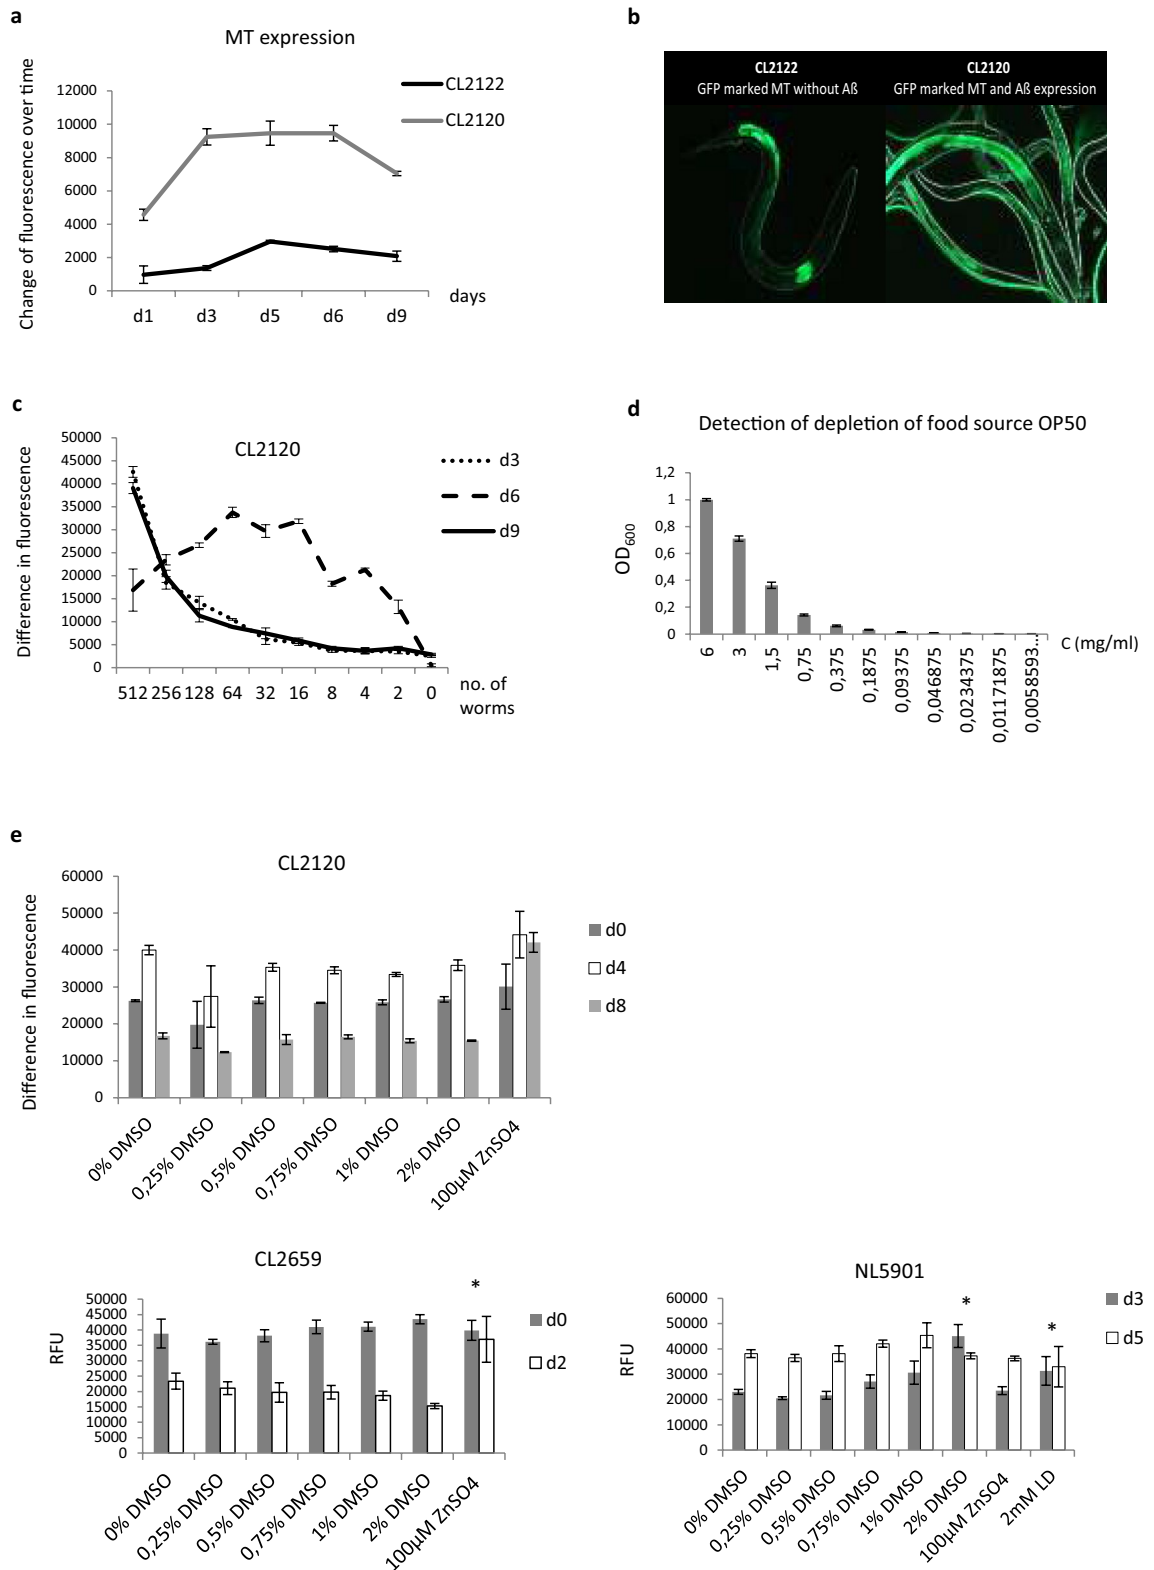 a
MT expression
Change of fluorescence over time
12000
10000
8000
6000
4000
2000
0
d1 d3 d5 d6 d9
days
CL2122
CL2120
b
CL2122
GFP marked MT without Aß
CL2120
GFP marked MT and Aß expression
c
CL2120
Difference in fluorescence
50000
45000
40000
35000
30000
25000
20000
15000
10000
5000
0
512 256 128 64 32 16 8 4 2 0
no. of
worms
d3
d6
d9
d
Detection of depletion of food source OP50
OD600
1,2
1
0,8
0,6
0,4
0,2
0
6
3
1,5
0,75
0,375
0,1875
0,09375
0,046875
0,0234375
0,01171875
0,0058593...
C (mg/ml)
e
CL2120
Difference in fluorescence
60000
50000
40000
30000
20000
10000
0
0% DMSO
0,25% DMSO
0,5% DMSO
0,75% DMSO
1% DMSO
2% DMSO
100µM ZnSO4
d0
d4
d8
CL2659
RFU
50000
45000
40000
35000
30000
25000
20000
15000
10000
5000
0
*
0% DMSO
0,25% DMSO
0,5% DMSO
0,75% DMSO
1% DMSO
2% DMSO
100µM ZnSO4
d0
d2
NL5901
RFU
60000
50000
40000
30000
20000
10000
0
*
*
0% DMSO
0,25% DMSO
0,5% DMSO
0,75% DMSO
1% DMSO
2% DMSO
100µM ZnSO4
2mM LD
d3
d5